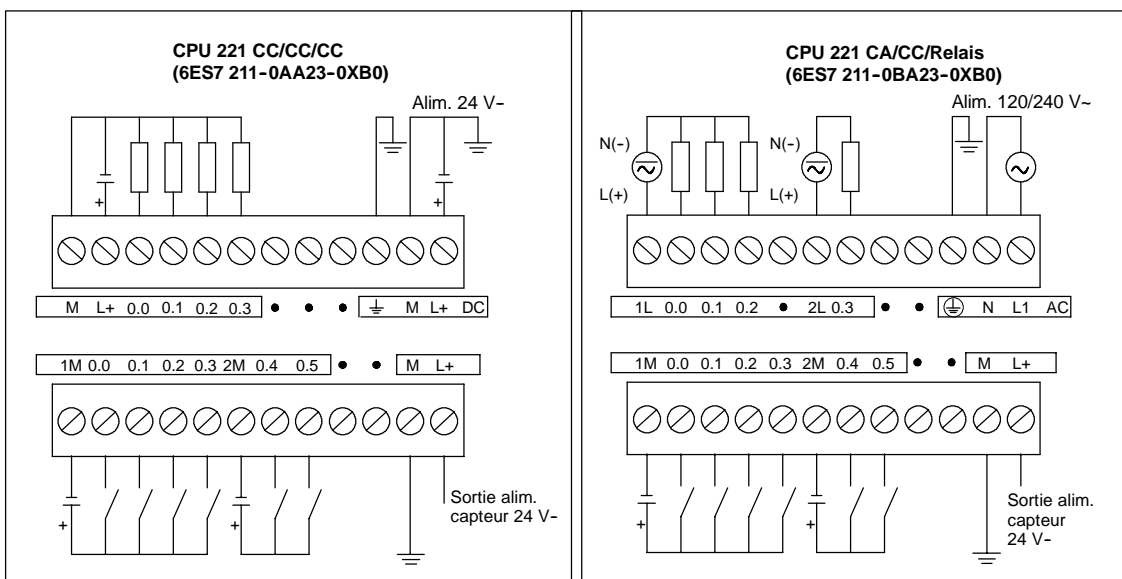 CPU 221 CC/CC/CC
(6ES7 211-0AA23-0XB0)
Alim. 24 V-
+
+
M L+ 0.0 0.1 0.2 0.3 • • • ⏚ M L+ DC
1M 0.0 0.1 0.2 0.3 2M 0.4 0.5 • • M L+
+
+
Sortie alim.
capteur 24 V-
CPU 221 CA/CC/Relais
(6ES7 211-0BA23-0XB0)
Alim. 120/240 V~
N(-)
N(-)
L(+)
L(+)
1L 0.0 0.1 0.2 • 2L 0.3 • • ⏚ N L1 AC
1M 0.0 0.1 0.2 0.3 2M 0.4 0.5 • • M L+
+
+
Sortie alim.
capteur
24 V-